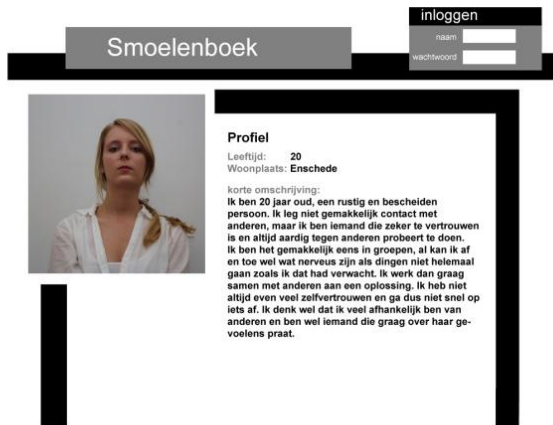 inloggen
Smoelenboek
naam
wachtwoord
Profiel
Leeftijd: 20
Woonplaats: Enschede
korte omschrijving:
Ik ben 20 jaar oud, een rustig en bescheiden
persoon. Ik leg niet gemakkelijk contact met
anderen, maar ik ben iemand die zeker te vertrouwen
is en altijd aardig tegen anderen probeert te doen.
Ik ben het gemakkelijk eens in groepen, al kan ik af
en toe wel wat nerveus zijn als dingen niet helemaal
gaan zoals ik dat had verwacht. Ik werk dan graag
samen met anderen aan een oplossing. Ik heb niet
altijd even veel zelfvertrouwen en ga dus niet snel op
iets af. Ik denk wel dat ik veel afhankelijk ben van
anderen en ben wel iemand die graag over haar ge-
voelens praat.